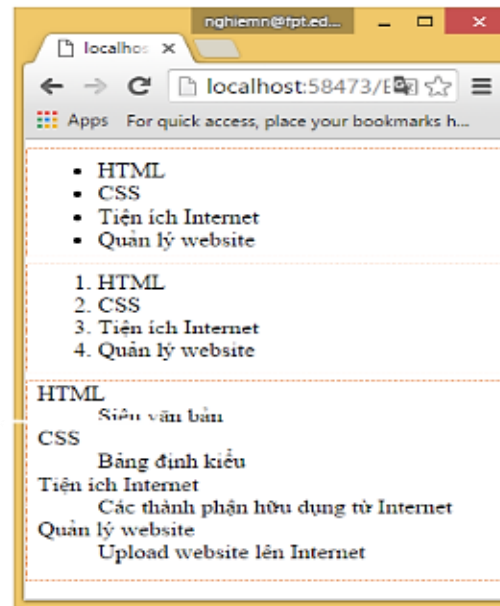 nghiemn@fpt.ed...
localhos
localhost:58473/E
Apps For quick access, place your bookmarks h...
HTML
CSS
Tiện ích Internet
Quản lý website
1. HTML
2. CSS
3. Tiện ích Internet
4. Quản lý website
HTML
Siêu văn bản
CSS
Bảng định kiểu
Tiện ích Internet
Các thành phận hữu dụng từ Internet
Quản lý website
Upload website lên Internet